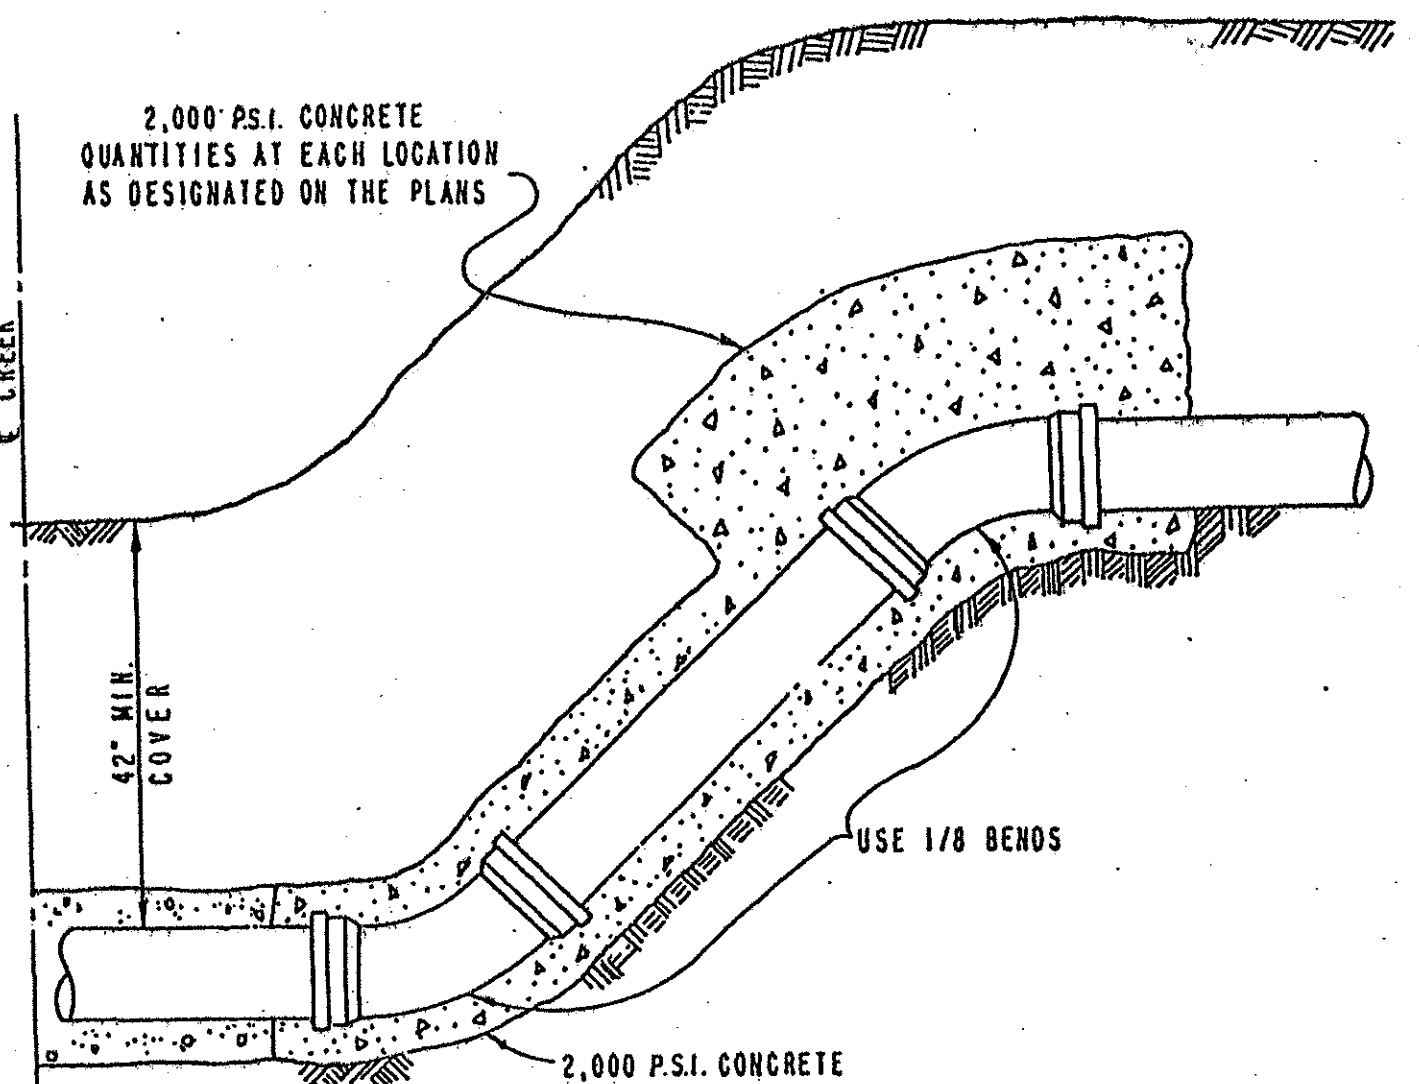 2,000 P.S.I. CONCRETE
QUANTITIES AT EACH LOCATION
AS DESIGNATED ON THE PLANS
℄ CREEK
42" MIN.
COVER
USE 1/8 BENDS
2,000 P.S.I. CONCRETE